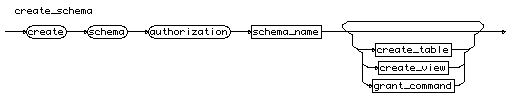 create_schema
create schema authorization schema_name
create_table
create_view
grant_command